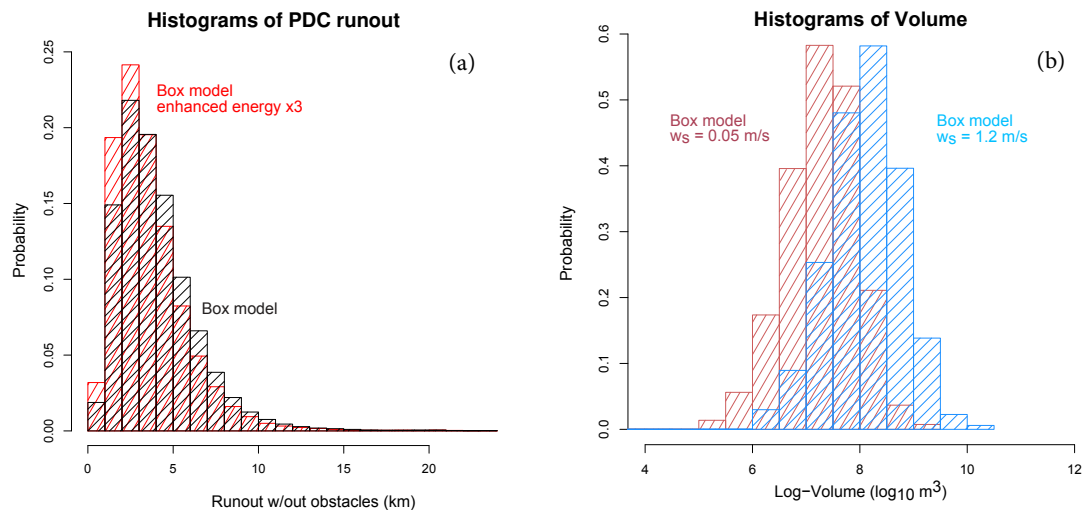 Histograms of PDC runout
(a)
Box model
enhanced energy x3
Box model
Probability
0.25
0.20
0.15
0.10
0.05
0.00
0 5 10 15 20
Runout w/out obstacles (km)
Histograms of Volume
(b)
Box model
ws = 0.05 m/s
Box model
ws = 1.2 m/s
Probability
0.6
0.5
0.4
0.3
0.2
0.1
0.0
4 6 8 10 12
Log−Volume (log10 m3)